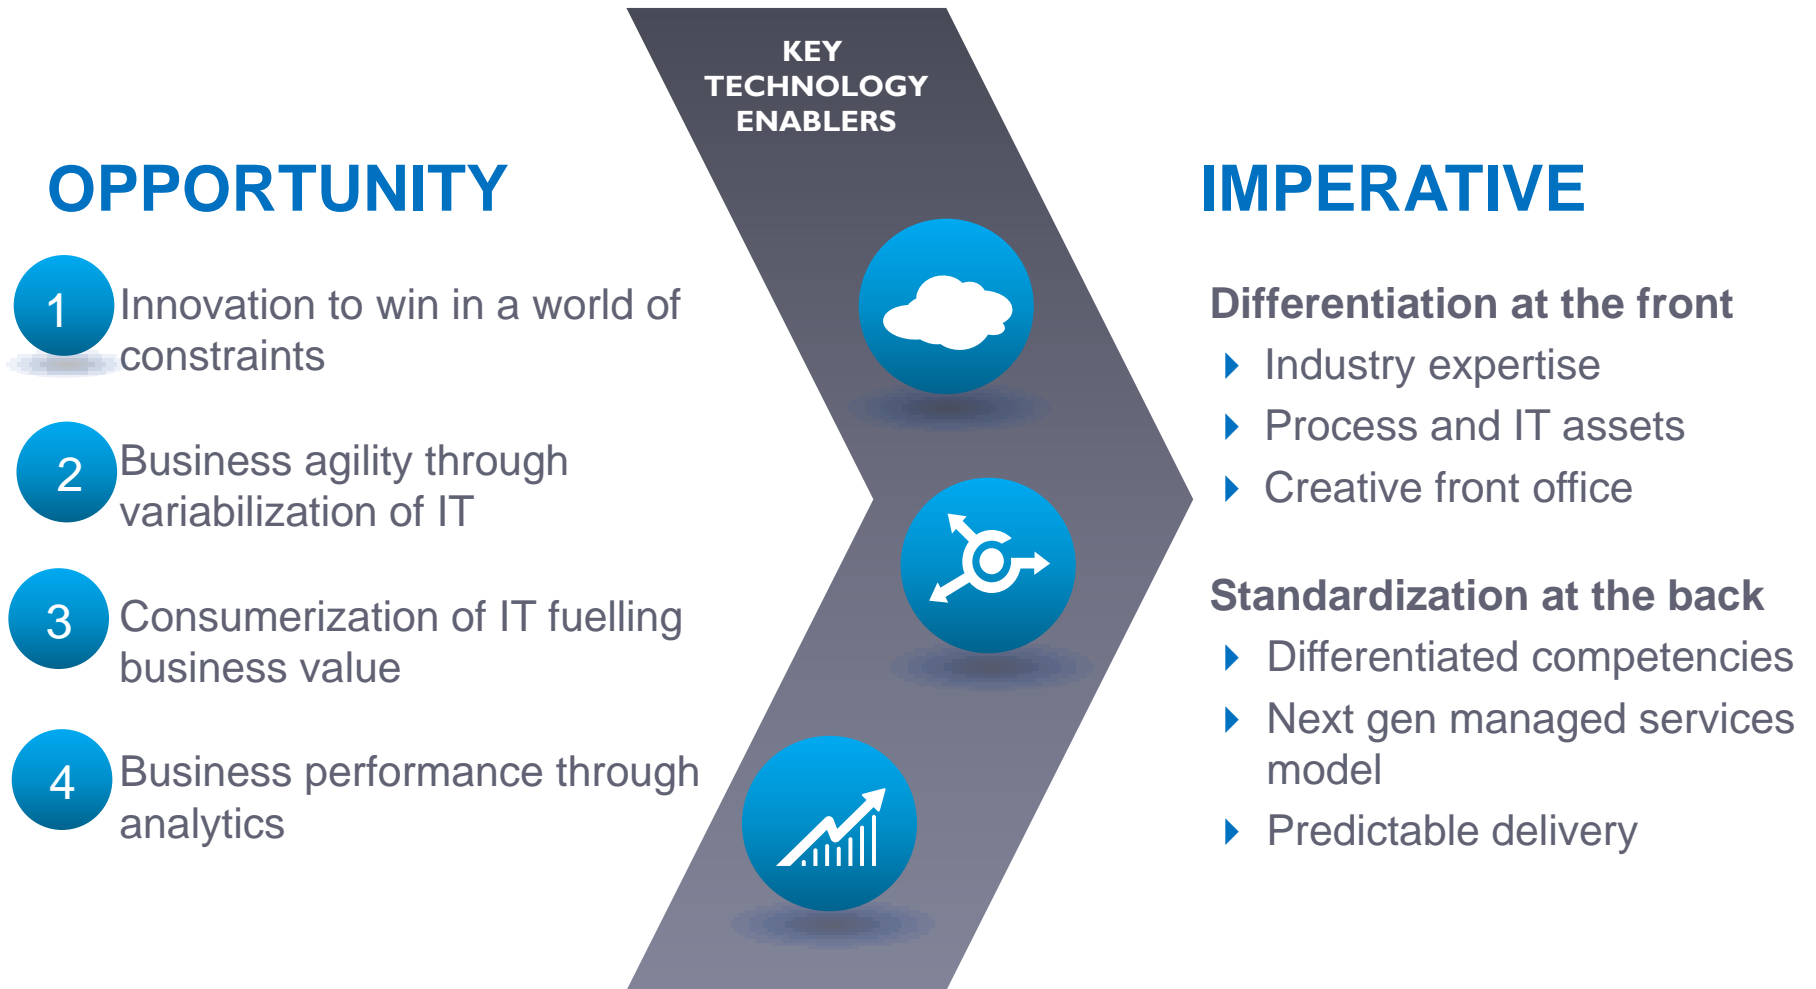 KEY
TECHNOLOGY
ENABLERS
OPPORTUNITY
1
Innovation to win in a world of
constraints
2
Business agility through
variabilization of IT
3
Consumerization of IT fuelling
business value
4
Business performance through
analytics
IMPERATIVE
Differentiation at the front
Industry expertise
Process and IT assets
Creative front office
Standardization at the back
Differentiated competencies
Next gen managed services
model
Predictable delivery